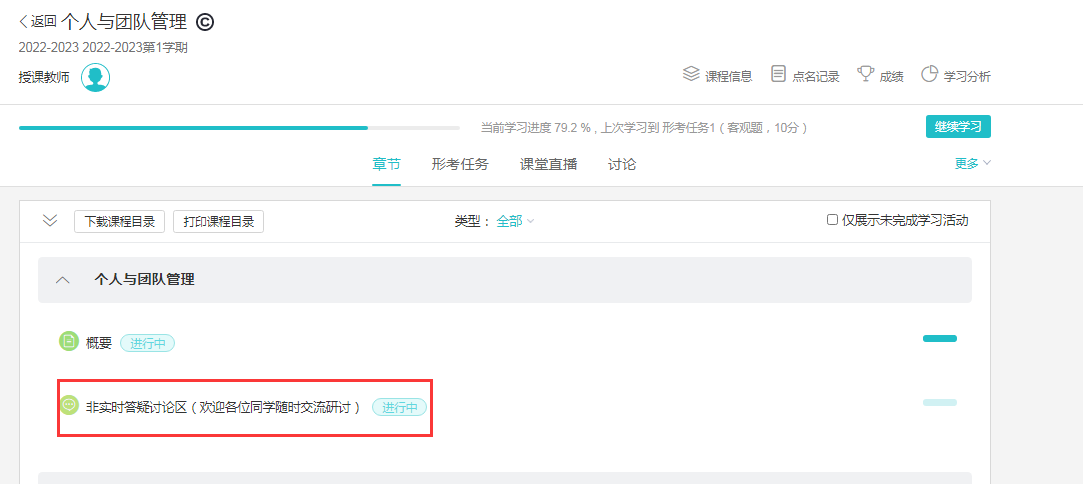 返回 个人与团队管理 ©
2022-2023 2022-2023第1学期
授课教师
课程信息 点名记录 成绩 学习分析
当前学习进度 79.2 % , 上次学习到 形考任务1（客观题，10分） 继续学习
章节 形考任务 课堂直播 讨论 更多
下载课程目录 打印课程目录 类型： 全部 仅展示未完成学习活动
个人与团队管理
概要 进行中
非实时答疑讨论区（欢迎各位同学随时交流研讨） 进行中